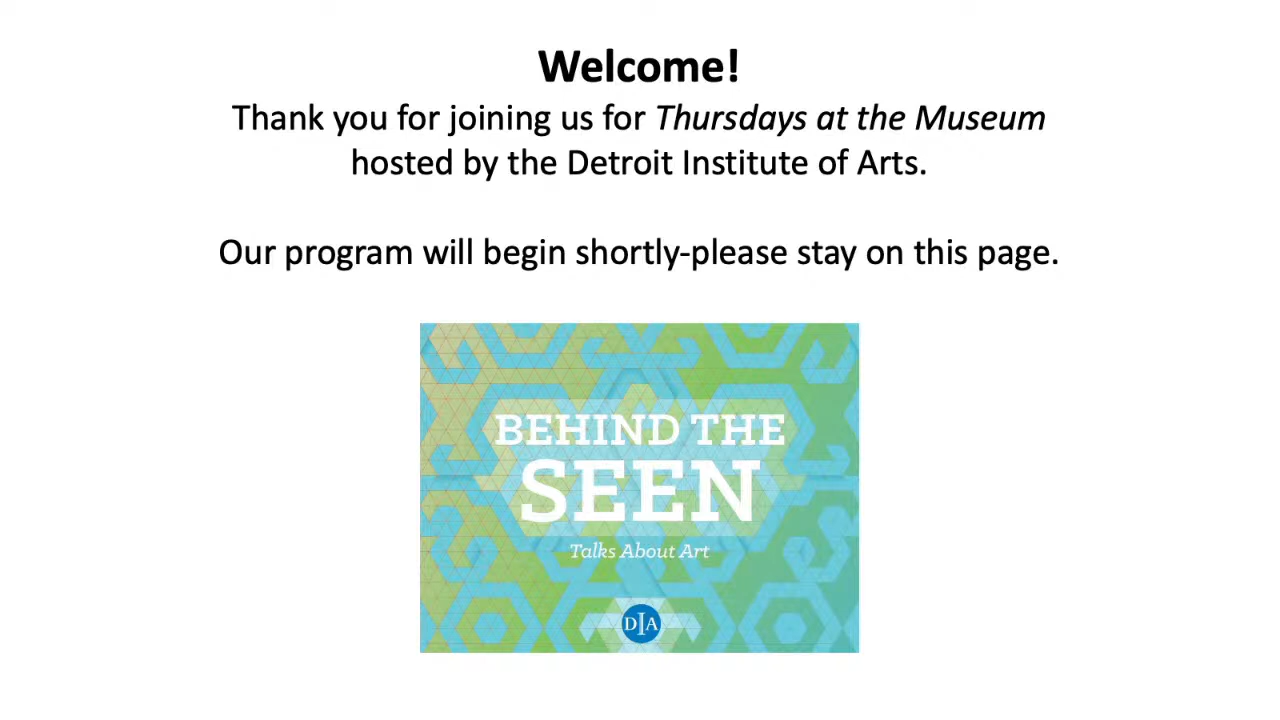 Welcome!
Thank you for joining us for Thursdays at the Museum
hosted by the Detroit Institute of Arts.
Our program will begin shortly-please stay on this page.
BEHIND THE
SEEN
Talks About Art
DIA